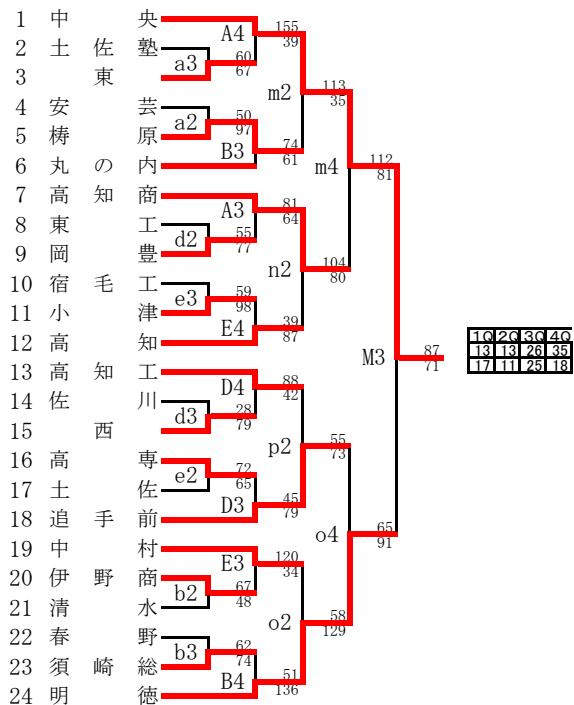 1 中央
2 土佐塾
3 東
4 安芸
5 梼原
6 丸の内
7 高知商
8 東工
9 岡豊
10 宿毛工
11 小津
12 高知
13 高知工
14 佐川
15 西
16 高専
17 土佐
18 追手前
19 中村
20 伊野商
21 清水
22 春野
23 須崎総
24 明徳
a3
60
67
a2
50
97
d2
55
77
e3
59
98
d3
28
79
e2
72
65
b2
67
48
b3
62
74
A4
155
39
B3
74
61
A3
81
64
E4
39
87
D4
88
42
D3
45
79
E3
120
34
B4
51
136
m2
113
35
n2
104
80
p2
55
73
o2
58
129
m4
112
81
o4
65
91
M3
87
71
1Q 2Q 3Q 4Q
13 13 26 35
17 11 25 18